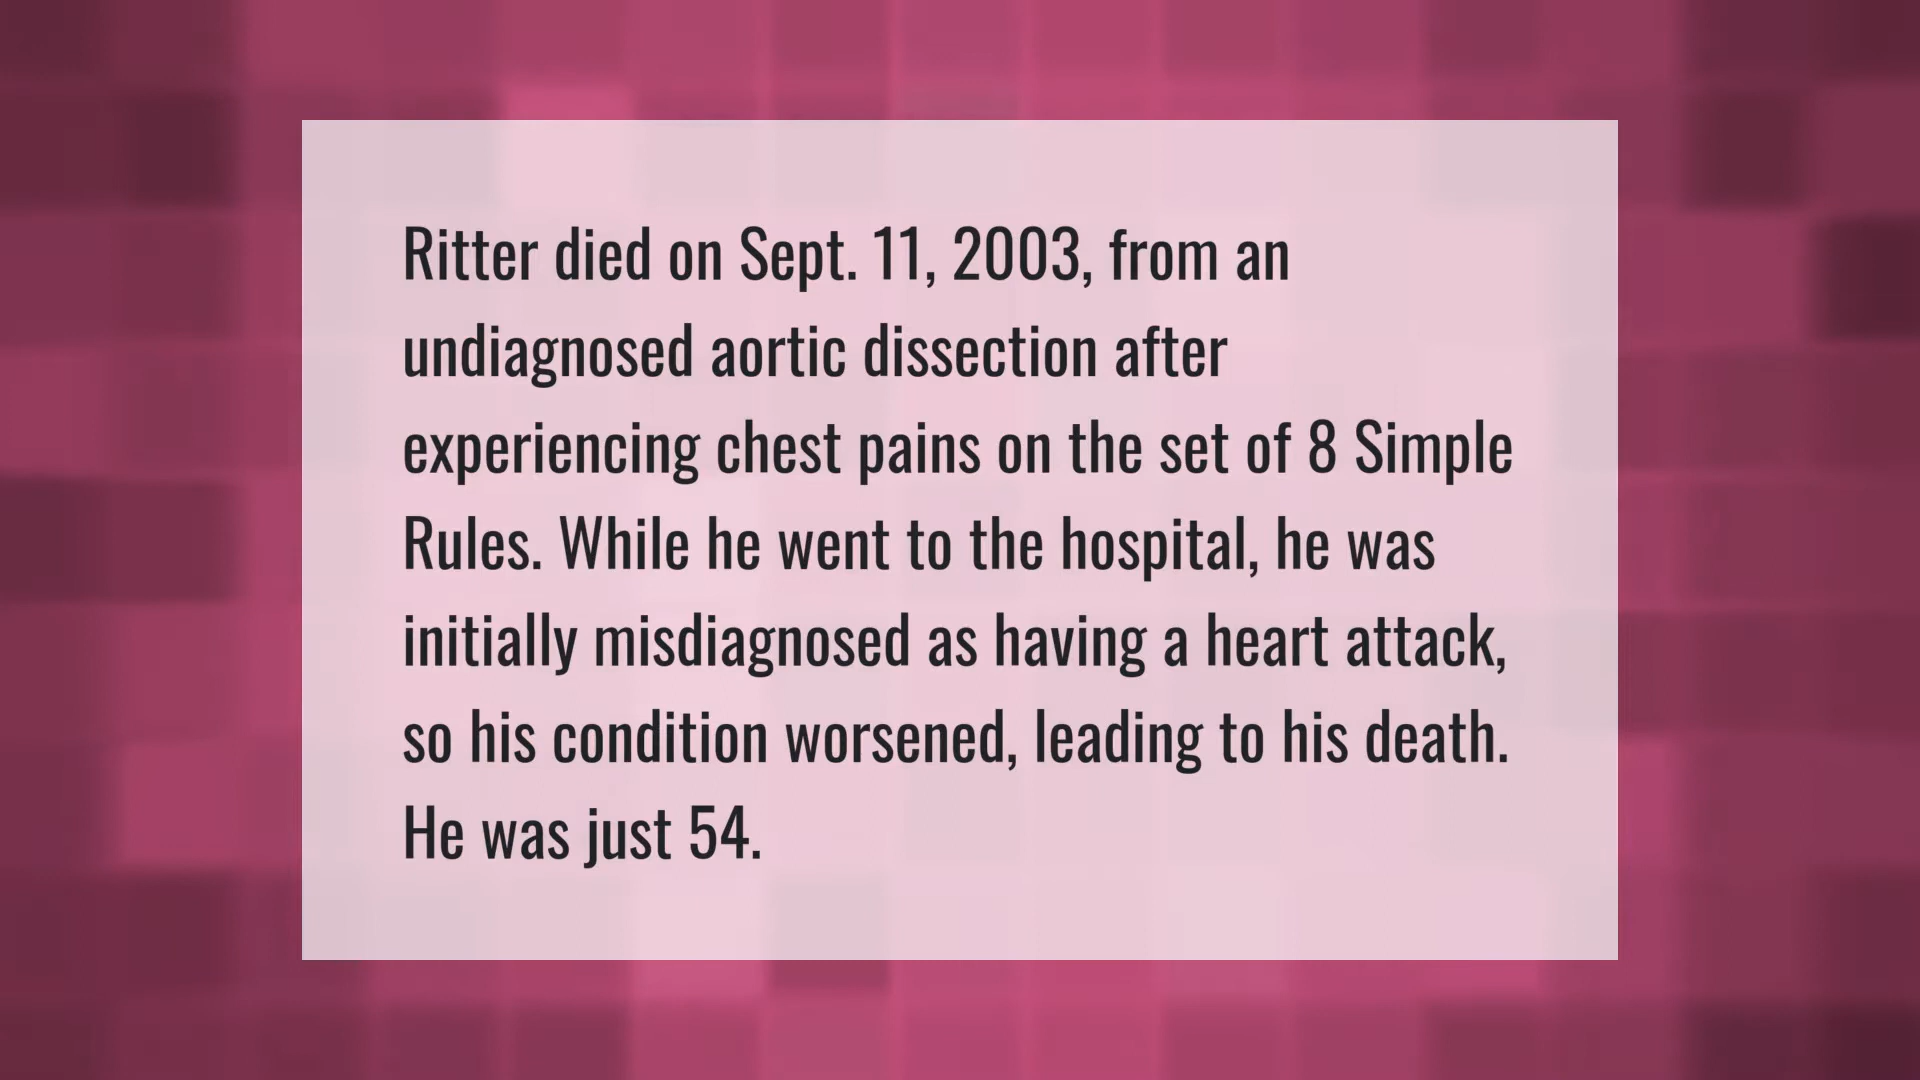 Ritter died on Sept. 11, 2003, from an
undiagnosed aortic dissection after
experiencing chest pains on the set of 8 Simple
Rules. While he went to the hospital, he was
initially misdiagnosed as having a heart attack,
so his condition worsened, leading to his death.
He was just 54.